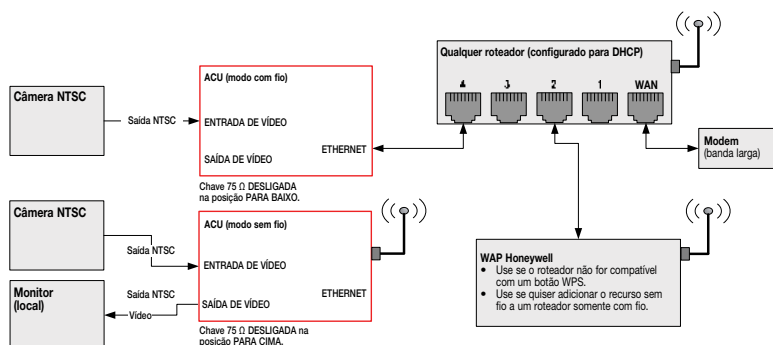 Qualquer roteador (configurado para DHCP)
4 3 2 1 WAN
ACU (modo com fio)
Câmera NTSC
Saída NTSC
ENTRADA DE VÍDEO
ETHERNET
SAÍDA DE VÍDEO
Modem
(banda larga)
Chave 75 Ω DESLIGADA
na posição PARA BAIXO.
Câmera NTSC
ACU (modo sem fio)
Saída NTSC
ENTRADA DE VÍDEO
Monitor
(local)
Saída NTSC
Vídeo
ETHERNET
SAÍDA DE VÍDEO
Chave 75 Ω DESLIGADA na
posição PARA CIMA.
WAP Honeywell
• Use se o roteador não for compatível
com um botão WPS.
• Use se quiser adicionar o recurso sem
fio a um roteador somente com fio.